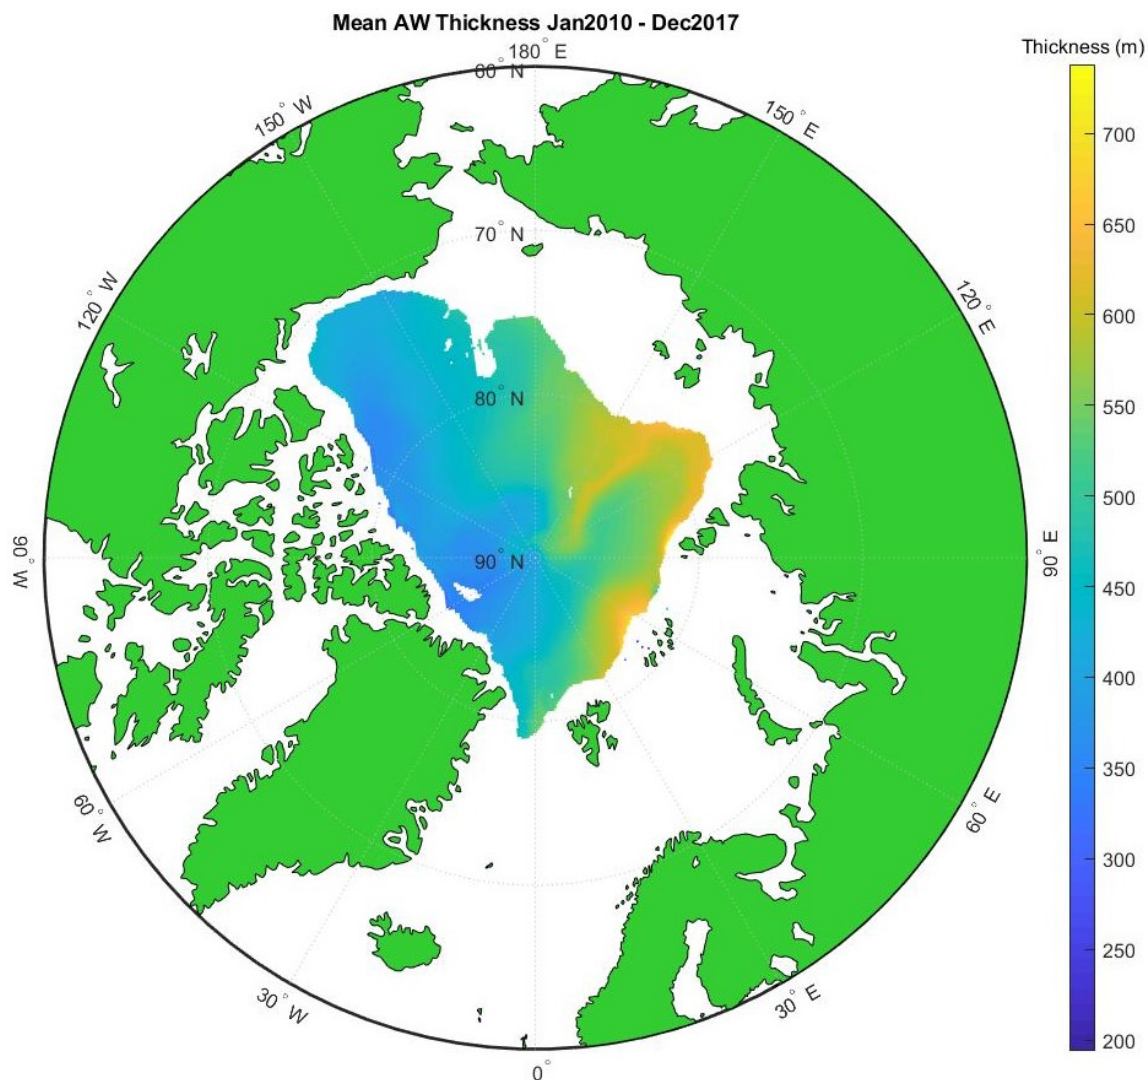 Mean AW Thickness Jan2010 - Dec2017
Thickness (m)
180° E
60° N
150° W
150° E
70° N
120° W
120° E
80° N
90° N
90° W
90° E
60° W
60° E
30° W
30° E
0°
700
650
600
550
500
450
400
350
300
250
200